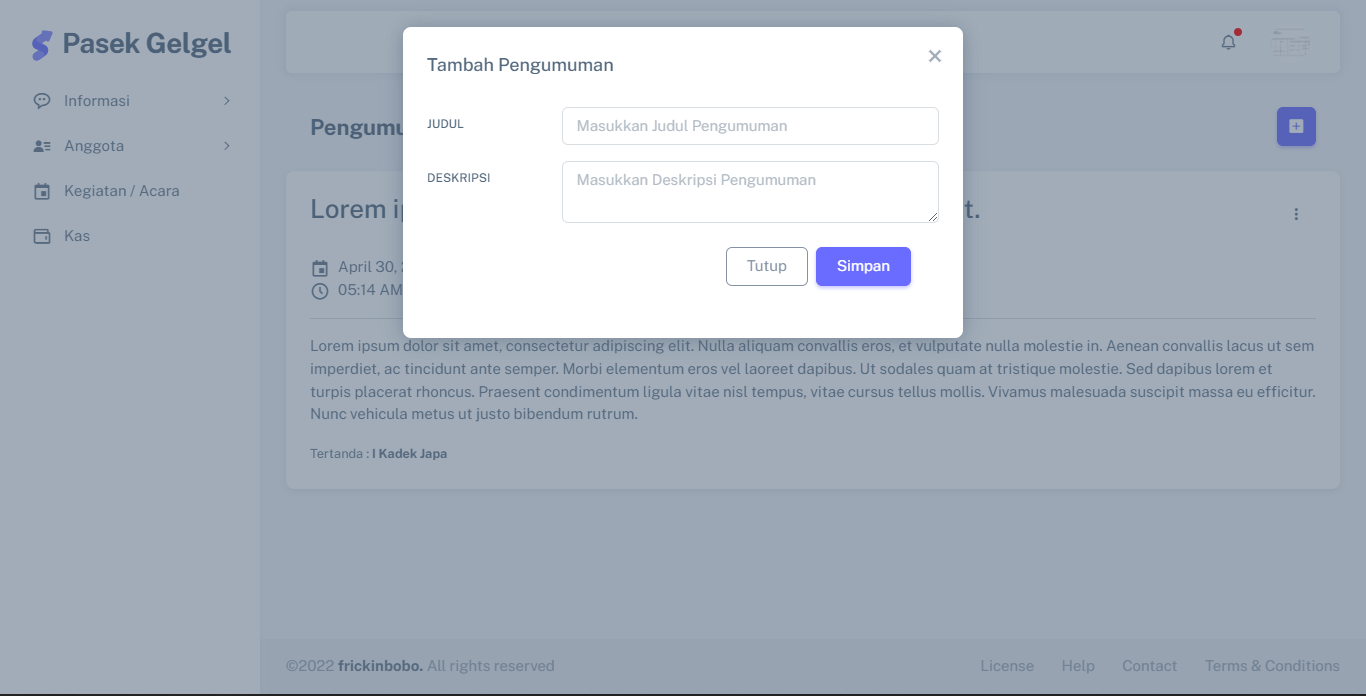 Pasek Gelgel
Informasi
Anggota
Kegiatan / Acara
Kas
Tambah Pengumuman
JUDUL
Masukkan Judul Pengumuman
DESKRIPSI
Masukkan Deskripsi Pengumuman
Tutup
Simpan
Lorem
t.
April 30,
05:14 AM
Lorem ipsum dolor sit amet, consectetur adipiscing elit. Nulla aliquam convallis eros, et vulputate nulla molestie in. Aenean convallis lacus ut sem
imperdiet, ac tincidunt ante semper. Morbi elementum eros vel laoreet dapibus. Ut sodales quam at tristique molestie. Sed dapibus lorem et
turpis placerat rhoncus. Praesent condimentum ligula vitae nisl tempus, vitae cursus tellus mollis. Vivamus malesuada suscipit massa eu efficitur.
Nunc vehicula metus ut justo bibendum rutrum.
Tertanda : I Kadek Japa
©2022 frickinbobo. All rights reserved
License
Help
Contact
Terms & Conditions